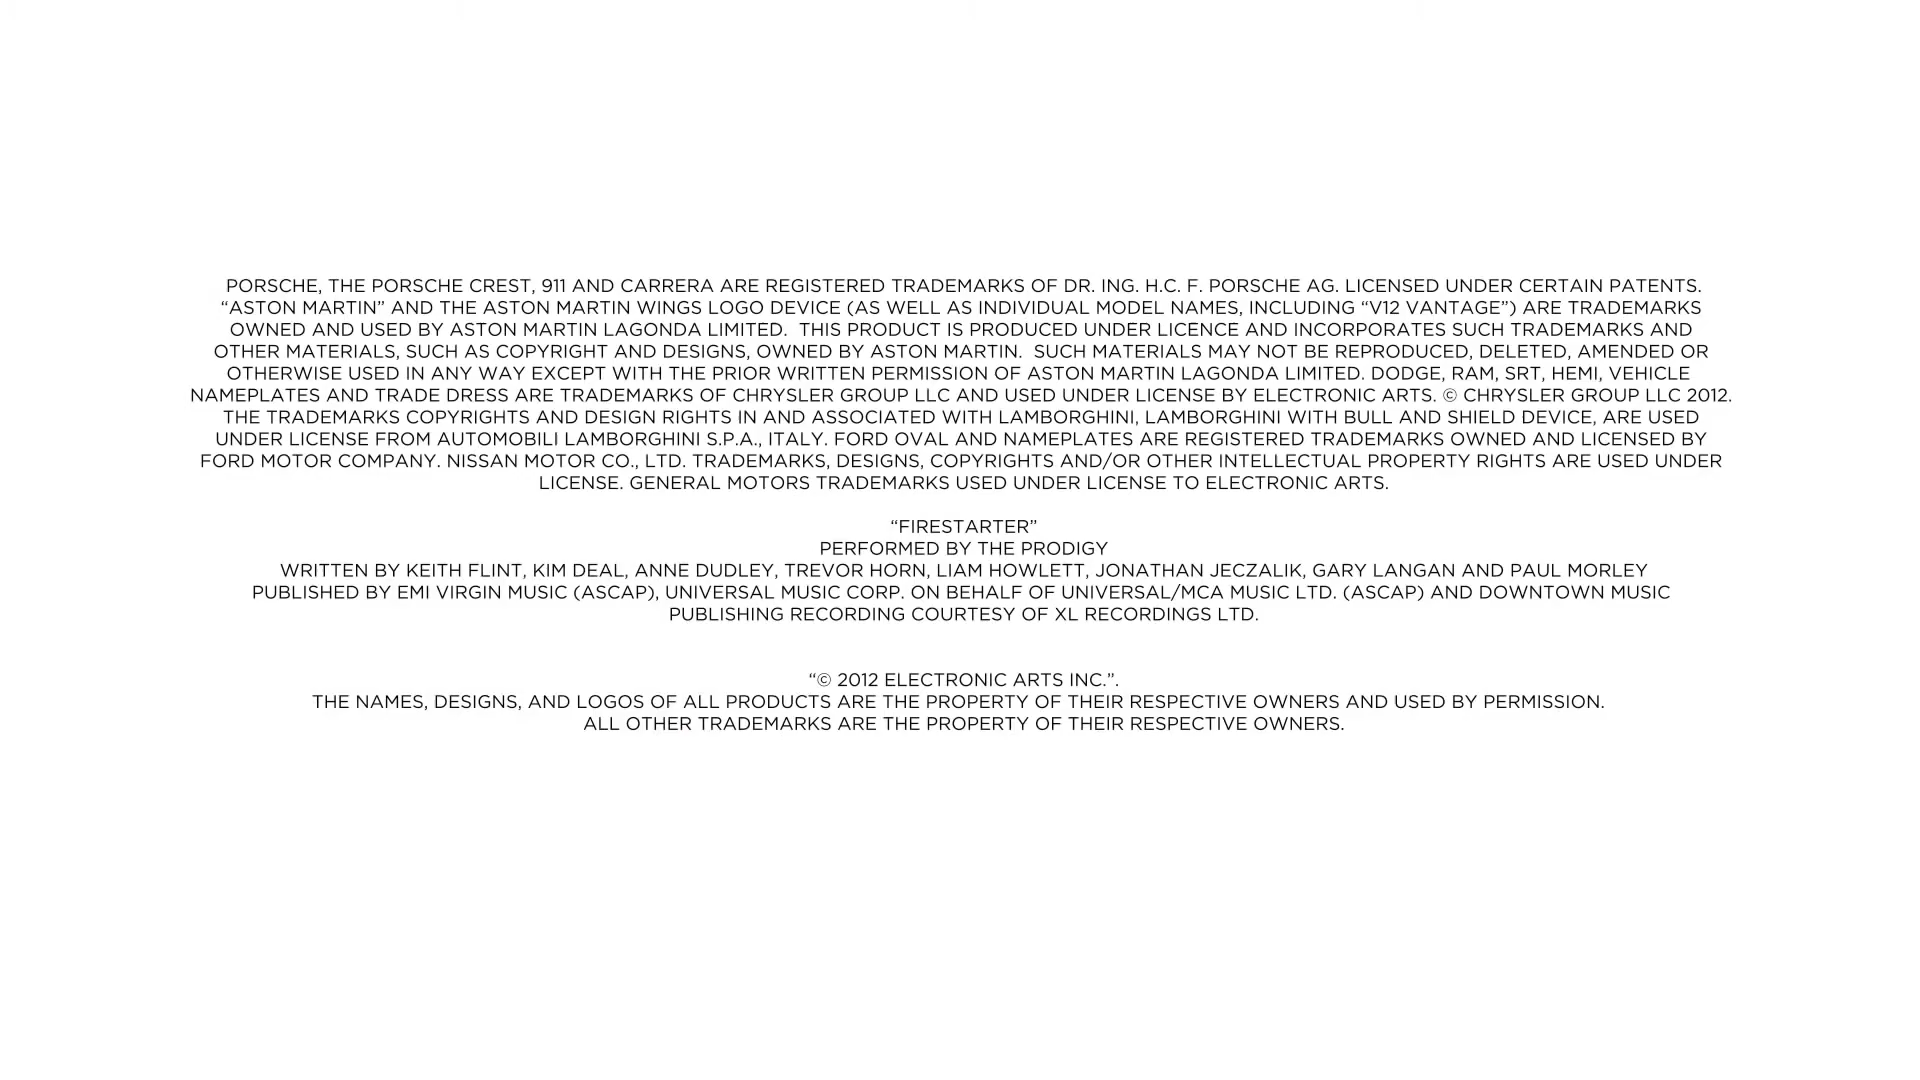 PORSCHE, THE PORSCHE CREST, 911 AND CARRERA ARE REGISTERED TRADEMARKS OF DR. ING. H.C. F. PORSCHE AG. LICENSED UNDER CERTAIN PATENTS.
“ASTON MARTIN” AND THE ASTON MARTIN WINGS LOGO DEVICE (AS WELL AS INDIVIDUAL MODEL NAMES, INCLUDING “V12 VANTAGE”) ARE TRADEMARKS
OWNED AND USED BY ASTON MARTIN LAGONDA LIMITED.  THIS PRODUCT IS PRODUCED UNDER LICENCE AND INCORPORATES SUCH TRADEMARKS AND
OTHER MATERIALS, SUCH AS COPYRIGHT AND DESIGNS, OWNED BY ASTON MARTIN.  SUCH MATERIALS MAY NOT BE REPRODUCED, DELETED, AMENDED OR
OTHERWISE USED IN ANY WAY EXCEPT WITH THE PRIOR WRITTEN PERMISSION OF ASTON MARTIN LAGONDA LIMITED. DODGE, RAM, SRT, HEMI, VEHICLE
NAMEPLATES AND TRADE DRESS ARE TRADEMARKS OF CHRYSLER GROUP LLC AND USED UNDER LICENSE BY ELECTRONIC ARTS. © CHRYSLER GROUP LLC 2012.
THE TRADEMARKS COPYRIGHTS AND DESIGN RIGHTS IN AND ASSOCIATED WITH LAMBORGHINI, LAMBORGHINI WITH BULL AND SHIELD DEVICE, ARE USED
UNDER LICENSE FROM AUTOMOBILI LAMBORGHINI S.P.A., ITALY. FORD OVAL AND NAMEPLATES ARE REGISTERED TRADEMARKS OWNED AND LICENSED BY
FORD MOTOR COMPANY. NISSAN MOTOR CO., LTD. TRADEMARKS, DESIGNS, COPYRIGHTS AND/OR OTHER INTELLECTUAL PROPERTY RIGHTS ARE USED UNDER
LICENSE. GENERAL MOTORS TRADEMARKS USED UNDER LICENSE TO ELECTRONIC ARTS.
“FIRESTARTER”
PERFORMED BY THE PRODIGY
WRITTEN BY KEITH FLINT, KIM DEAL, ANNE DUDLEY, TREVOR HORN, LIAM HOWLETT, JONATHAN JECZALIK, GARY LANGAN AND PAUL MORLEY
PUBLISHED BY EMI VIRGIN MUSIC (ASCAP), UNIVERSAL MUSIC CORP. ON BEHALF OF UNIVERSAL/MCA MUSIC LTD. (ASCAP) AND DOWNTOWN MUSIC
PUBLISHING RECORDING COURTESY OF XL RECORDINGS LTD.
“© 2012 ELECTRONIC ARTS INC.”.
THE NAMES, DESIGNS, AND LOGOS OF ALL PRODUCTS ARE THE PROPERTY OF THEIR RESPECTIVE OWNERS AND USED BY PERMISSION.
ALL OTHER TRADEMARKS ARE THE PROPERTY OF THEIR RESPECTIVE OWNERS.